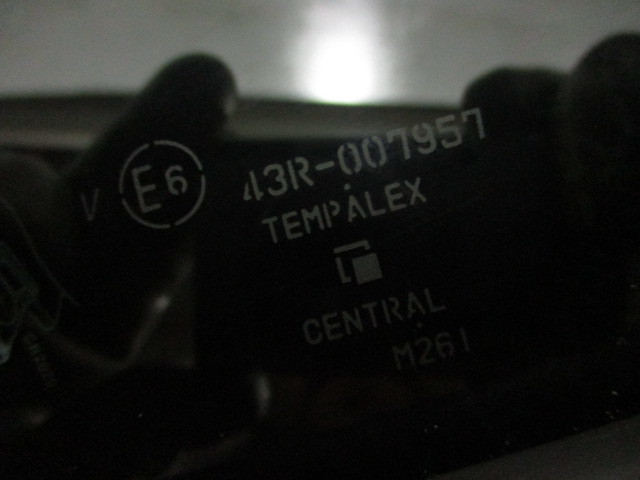 V E6 43R-007957
TEMPALEX
CENTRAL
M261